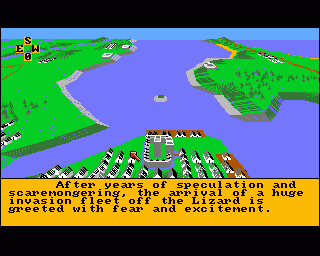 S
E W
0
After years of speculation and
scaremongering, the arrival of a huge
invasion fleet off the Lizard is
greeted with fear and excitement.